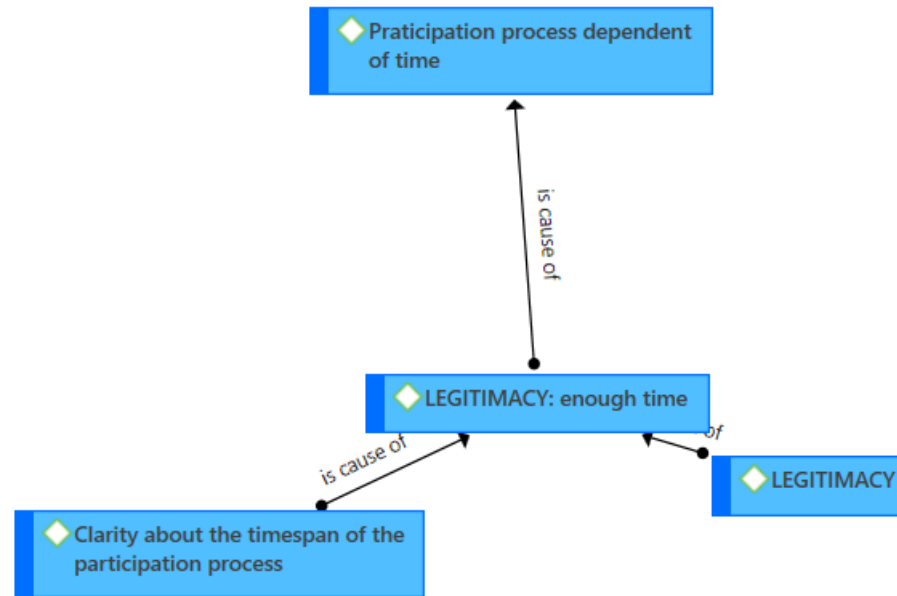 Praticipation process dependent
of time
is cause of
LEGITIMACY: enough time
is cause of
of
LEGITIMACY
Clarity about the timespan of the
participation process